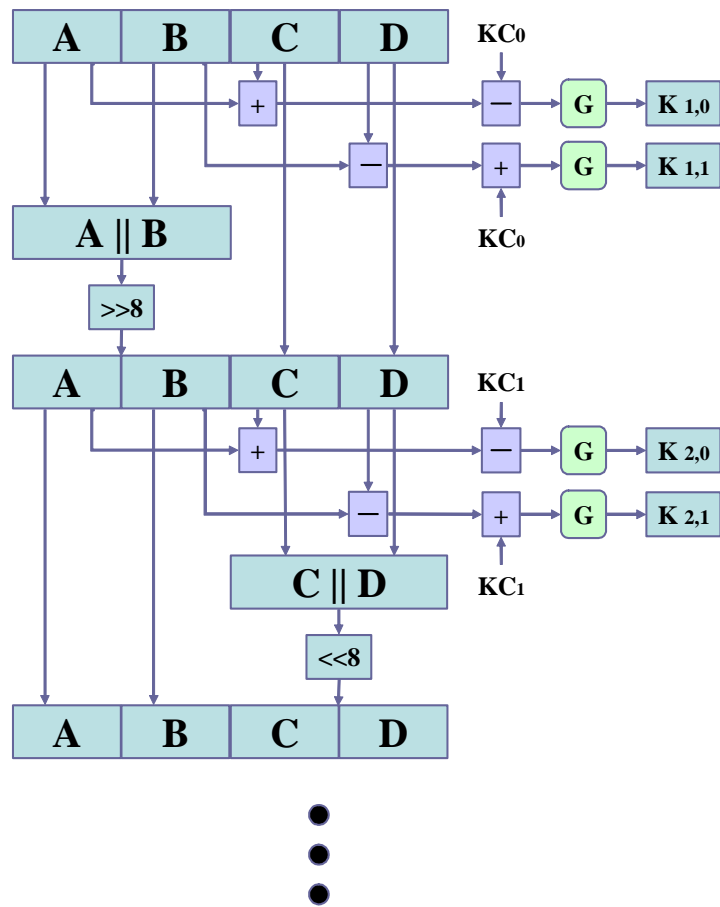 A B C D KC0
+ — G K 1,0
— + G K 1,1
A || B KC0
>>8
A B C D KC1
+ — G K 2,0
— + G K 2,1
C || D KC1
<<8
A B C D